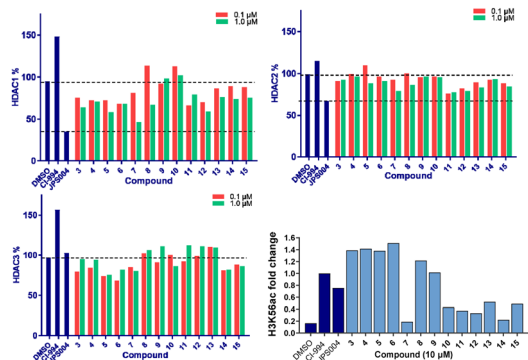 0.1 µM
1.0 µM
150
100
50
0
HDAC1 %
DMSO CI-994 JPS004 3 4 5 6 7 8 9 10 11 12 13 14 15
Compound
0.1 µM
1.0 µM
150
100
50
0
HDAC2 %
DMSO CI-994 JPS004 3 4 5 6 7 8 9 10 11 12 13 14 15
Compound
0.1 µM
1.0 µM
150
100
50
0
HDAC3 %
DMSO CI-994 JPS004 3 4 5 6 7 8 9 10 11 12 13 14 15
Compound
1.6
1.4
1.2
1.0
0.8
0.6
0.4
0.2
0.0
H3K56ac fold change
DMSO CI-994 JPS004 3 4 5 6 7 8 9 10 11 12 13 14 15
Compound (10 µM)